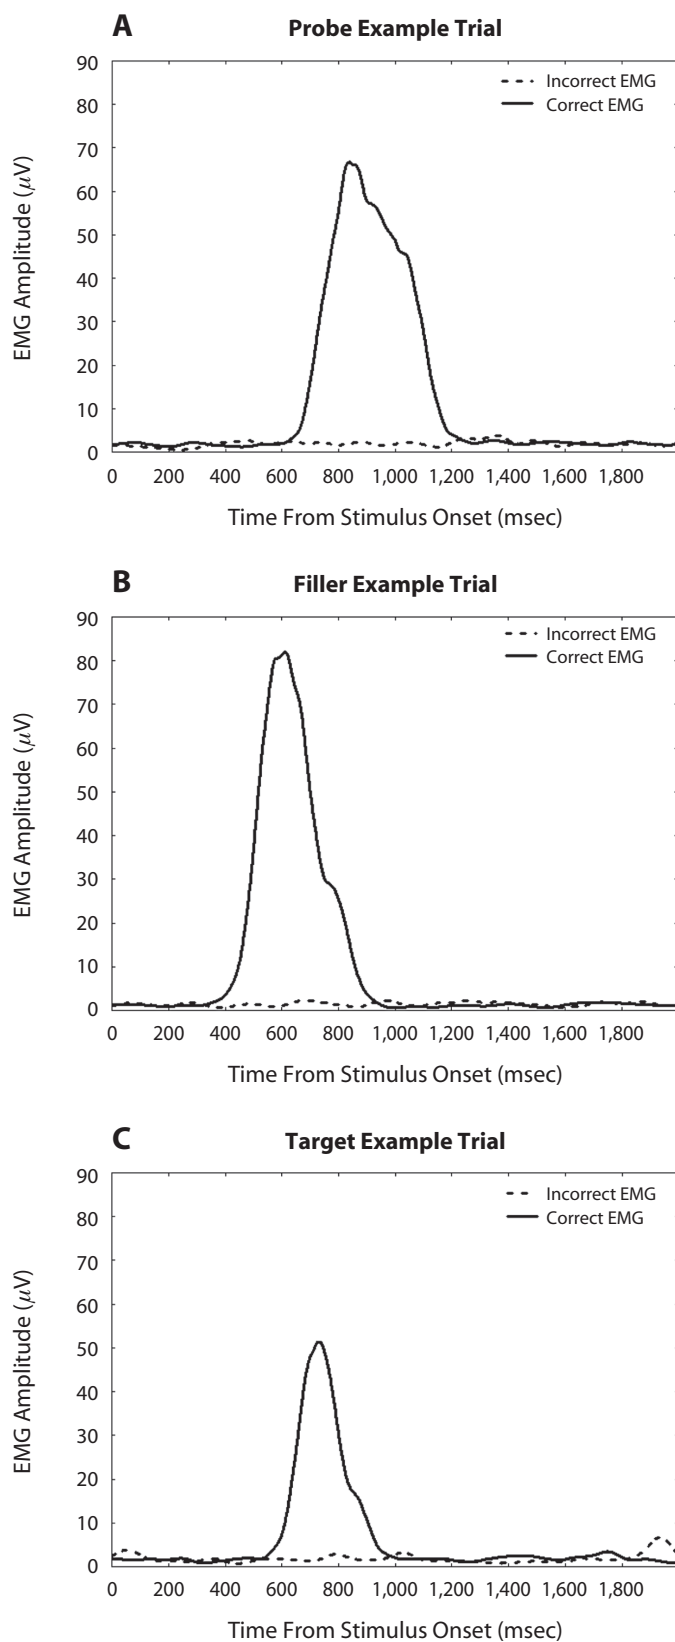 A Probe Example Trial
Incorrect EMG
Correct EMG
EMG Amplitude (μV)
90
80
70
60
50
40
30
20
10
0
0 200 400 600 800 1,000 1,200 1,400 1,600 1,800
Time From Stimulus Onset (msec)
B Filler Example Trial
Incorrect EMG
Correct EMG
EMG Amplitude (μV)
90
80
70
60
50
40
30
20
10
0
0 200 400 600 800 1,000 1,200 1,400 1,600 1,800
Time From Stimulus Onset (msec)
C Target Example Trial
Incorrect EMG
Correct EMG
EMG Amplitude (μV)
90
80
70
60
50
40
30
20
10
0
0 200 400 600 800 1,000 1,200 1,400 1,600 1,800
Time From Stimulus Onset (msec)